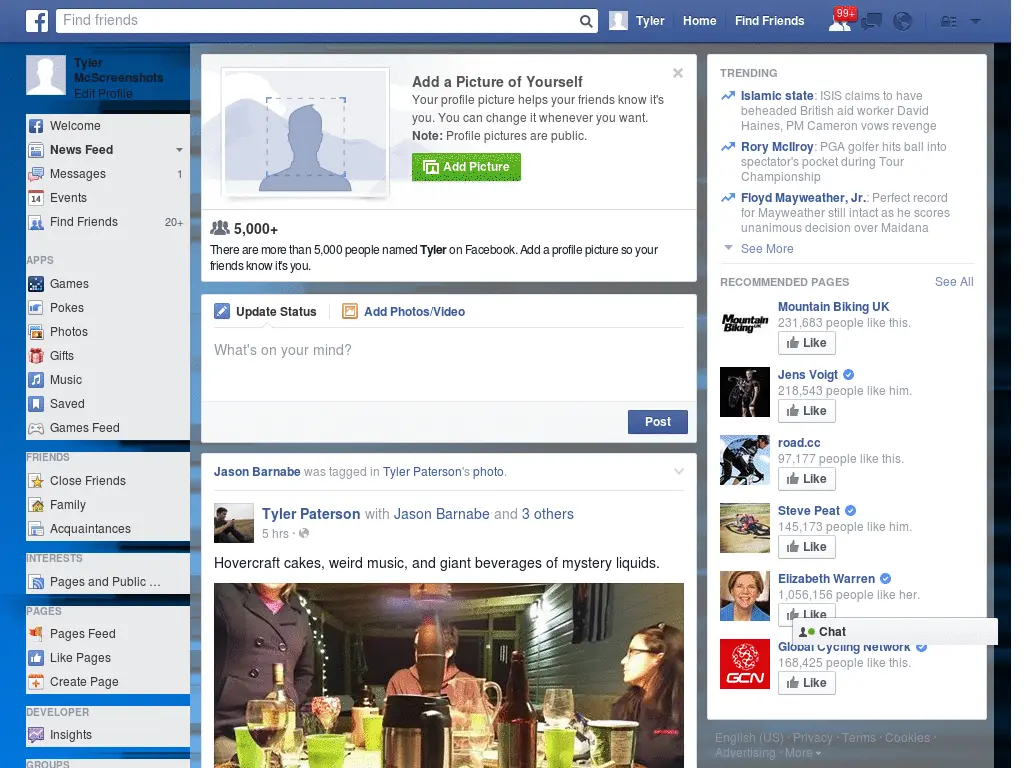 Find friends
Tyler
Home
Find Friends
99+
Tyler
McScreenshots
Edit Profile
Welcome
News Feed
Messages 1
14 Events
Find Friends 20+
APPS
Games
Pokes
Photos
Gifts
Music
Saved
Games Feed
FRIENDS
Close Friends
Family
Acquaintances
INTERESTS
Pages and Public ...
PAGES
Pages Feed
Like Pages
Create Page
DEVELOPER
Insights
GROUPS
Add a Picture of Yourself
Your profile picture helps your friends know it's
you. You can change it whenever you want.
Note: Profile pictures are public.
Add Picture
5,000+
There are more than 5,000 people named Tyler on Facebook. Add a profile picture so your
friends know it's you.
Update Status
Add Photos/Video
What's on your mind?
Post
Jason Barnabe was tagged in Tyler Paterson's photo.
Tyler Paterson with Jason Barnabe and 3 others
5 hrs ·
Hovercraft cakes, weird music, and giant beverages of mystery liquids.
TRENDING
Islamic state: ISIS claims to have
beheaded British aid worker David
Haines, PM Cameron vows revenge
Rory McIlroy: PGA golfer hits ball into
spectator's pocket during Tour
Championship
Floyd Mayweather, Jr.: Perfect record
for Mayweather still intact as he scores
unanimous decision over Maidana
See More
RECOMMENDED PAGES See All
Mountain Biking UK
Mountain
Biking UK
231,683 people like this.
Like
Jens Voigt
218,543 people like him.
Like
road.cc
97,177 people like this.
Like
Steve Peat
145,173 people like him.
Like
Elizabeth Warren
1,056,156 people like her.
Like
Chat
Global Cycling Network
GCN
168,425 people like this.
Like
English (US) · Privacy · Terms · Cookies ·
Advertising · More